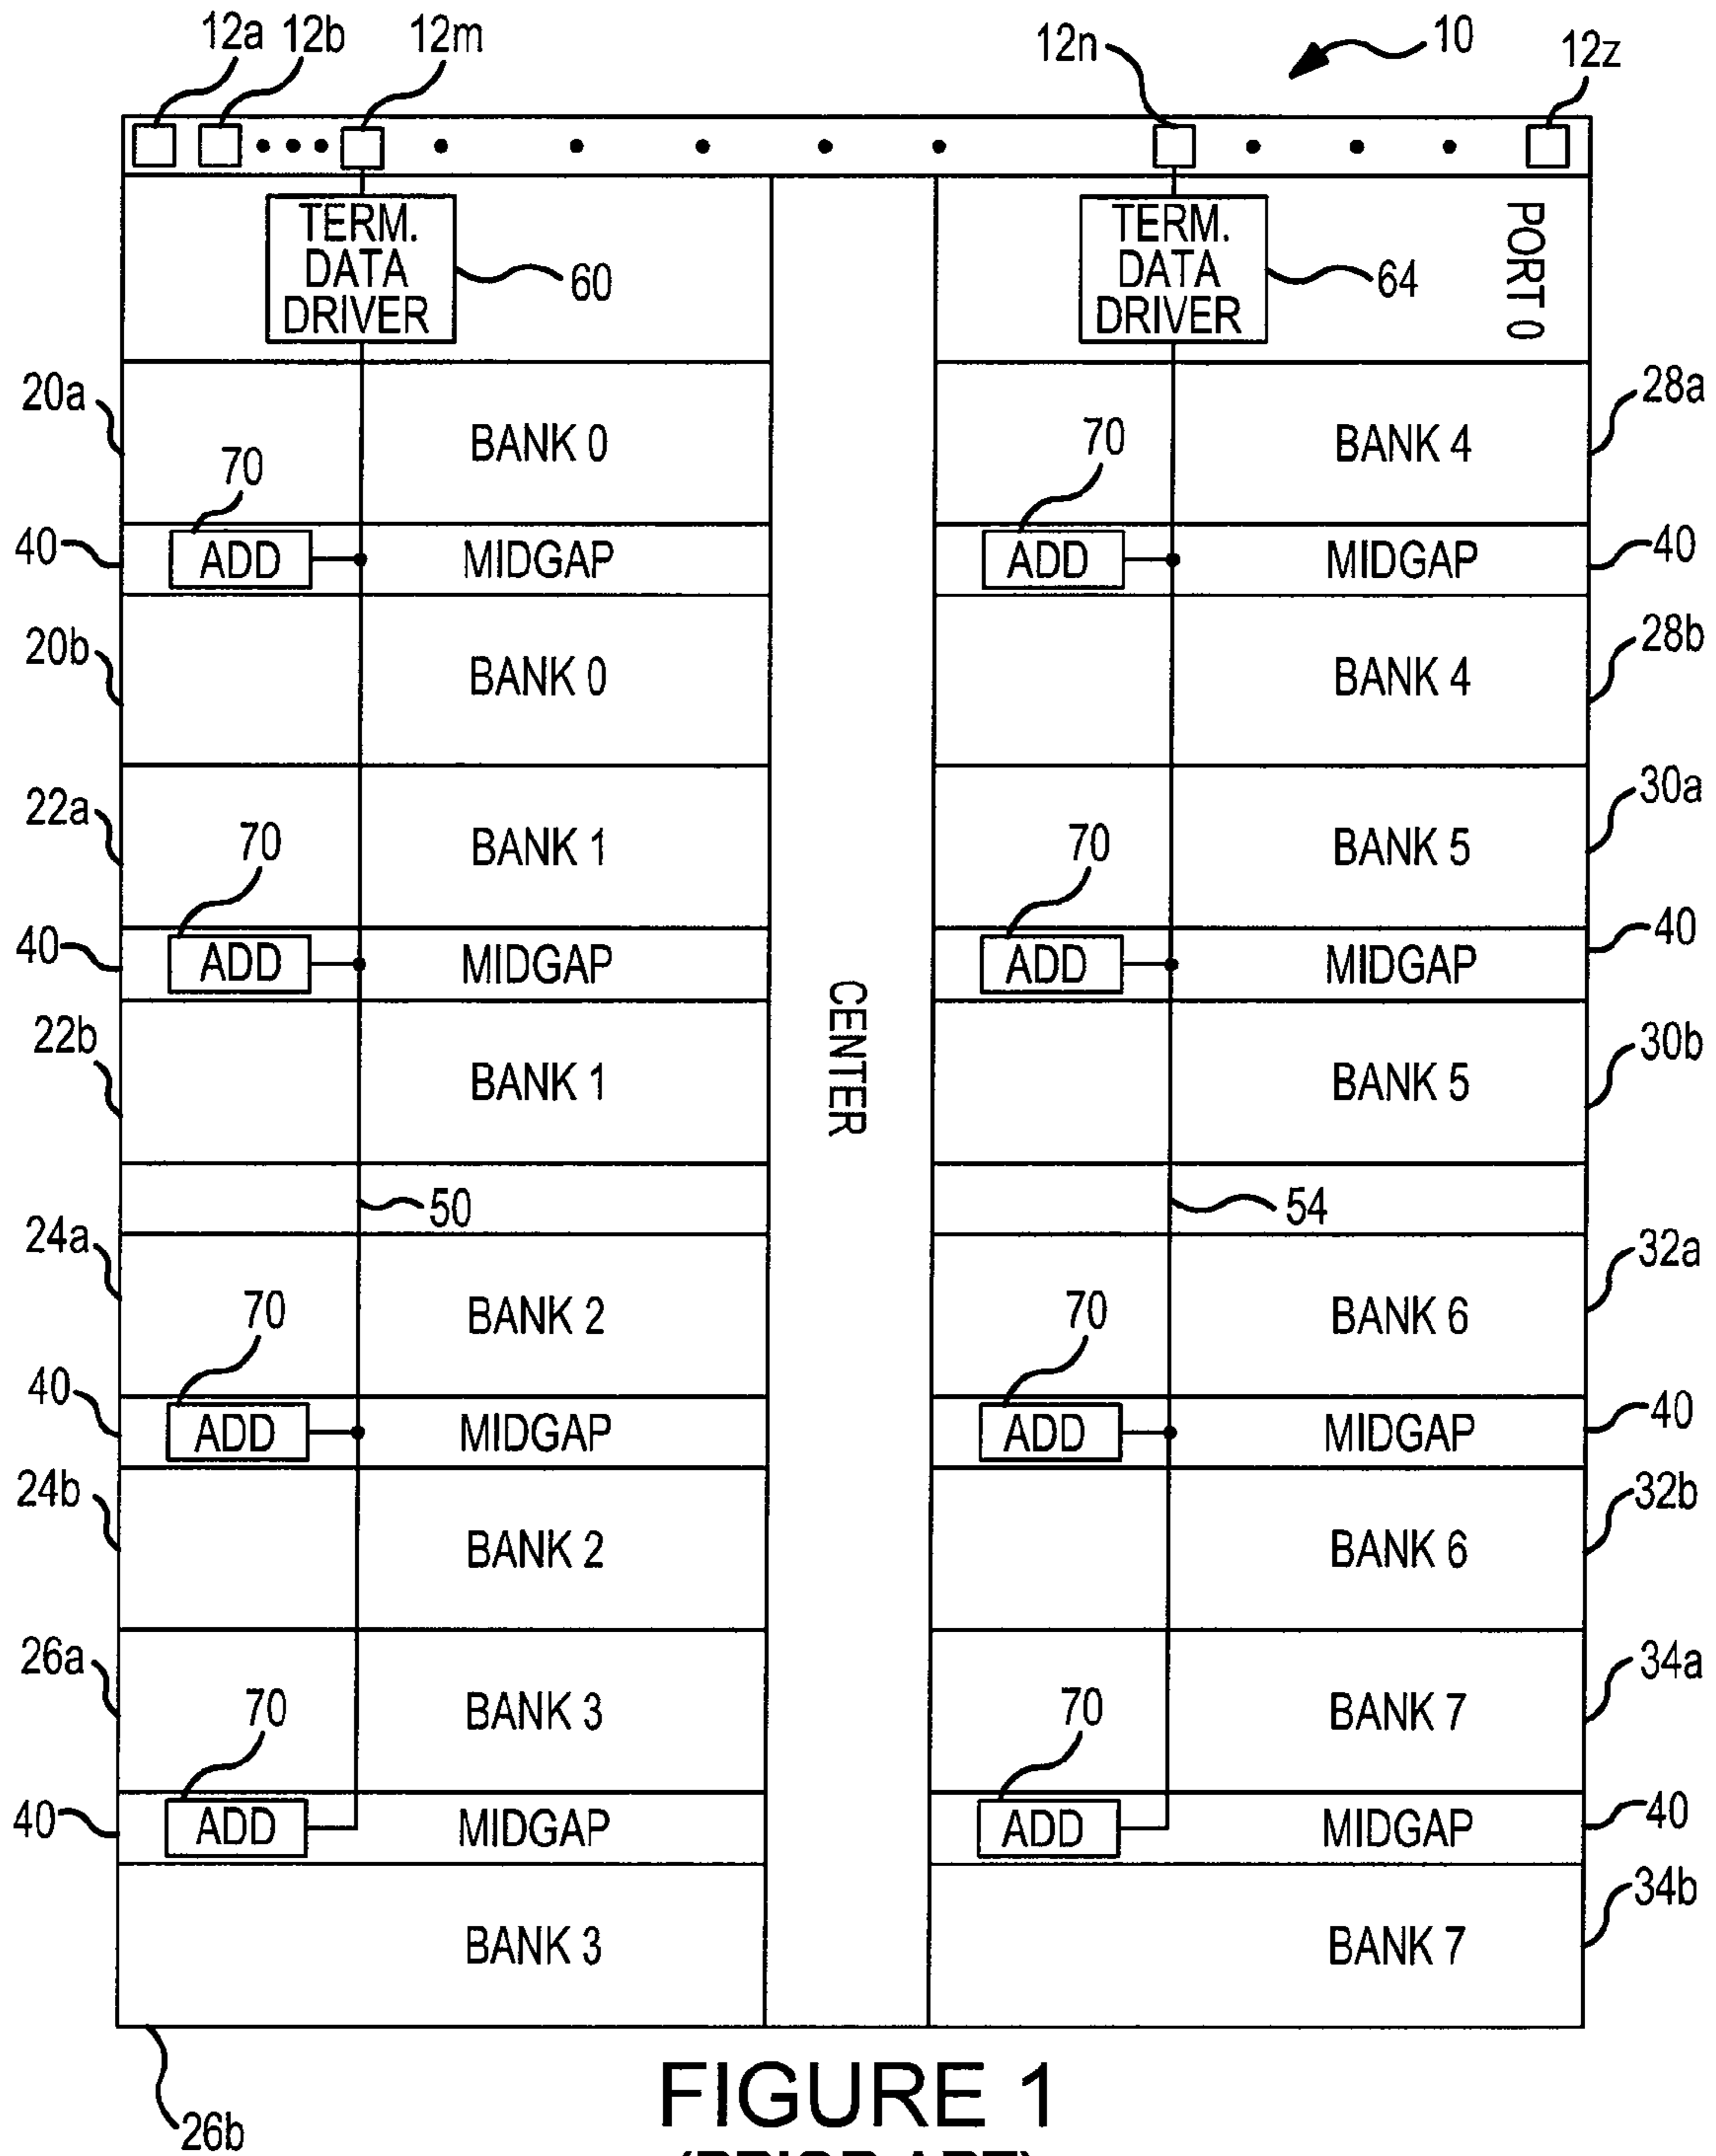 12a 12b 12m 12n 10 12z
TERM.
DATA
DRIVER
60
TERM.
DATA
DRIVER
64
PORT 0
20a 70 BANK 0 70 BANK 4 28a
40 ADD MIDGAP ADD MIDGAP 40
20b BANK 0 BANK 4 28b
22a 70 BANK 1 70 BANK 5 30a
40 ADD MIDGAP ADD MIDGAP 40
CENTER
22b BANK 1 BANK 5 30b
50 54
24a 70 BANK 2 70 BANK 6 32a
40 ADD MIDGAP ADD MIDGAP 40
24b BANK 2 BANK 6 32b
26a 70 BANK 3 70 BANK 7 34a
40 ADD MIDGAP ADD MIDGAP 40
BANK 3 BANK 7 34b
26b
FIGURE 1
(PRIOR ART)